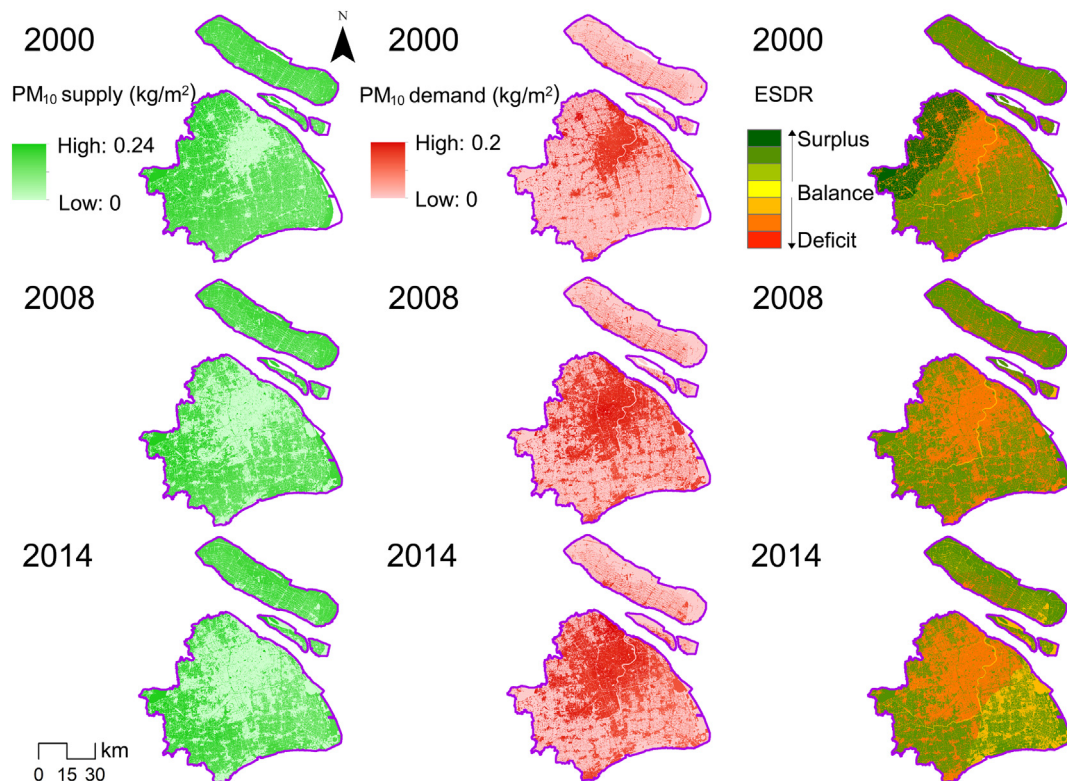 2000
N
2000
2000
PM₁₀ supply (kg/m²)
High: 0.24
Low: 0
PM₁₀ demand (kg/m²)
High: 0.2
Low: 0
ESDR
Surplus
Balance
Deficit
2008
2008
2008
2014
2014
2014
km
0 15 30